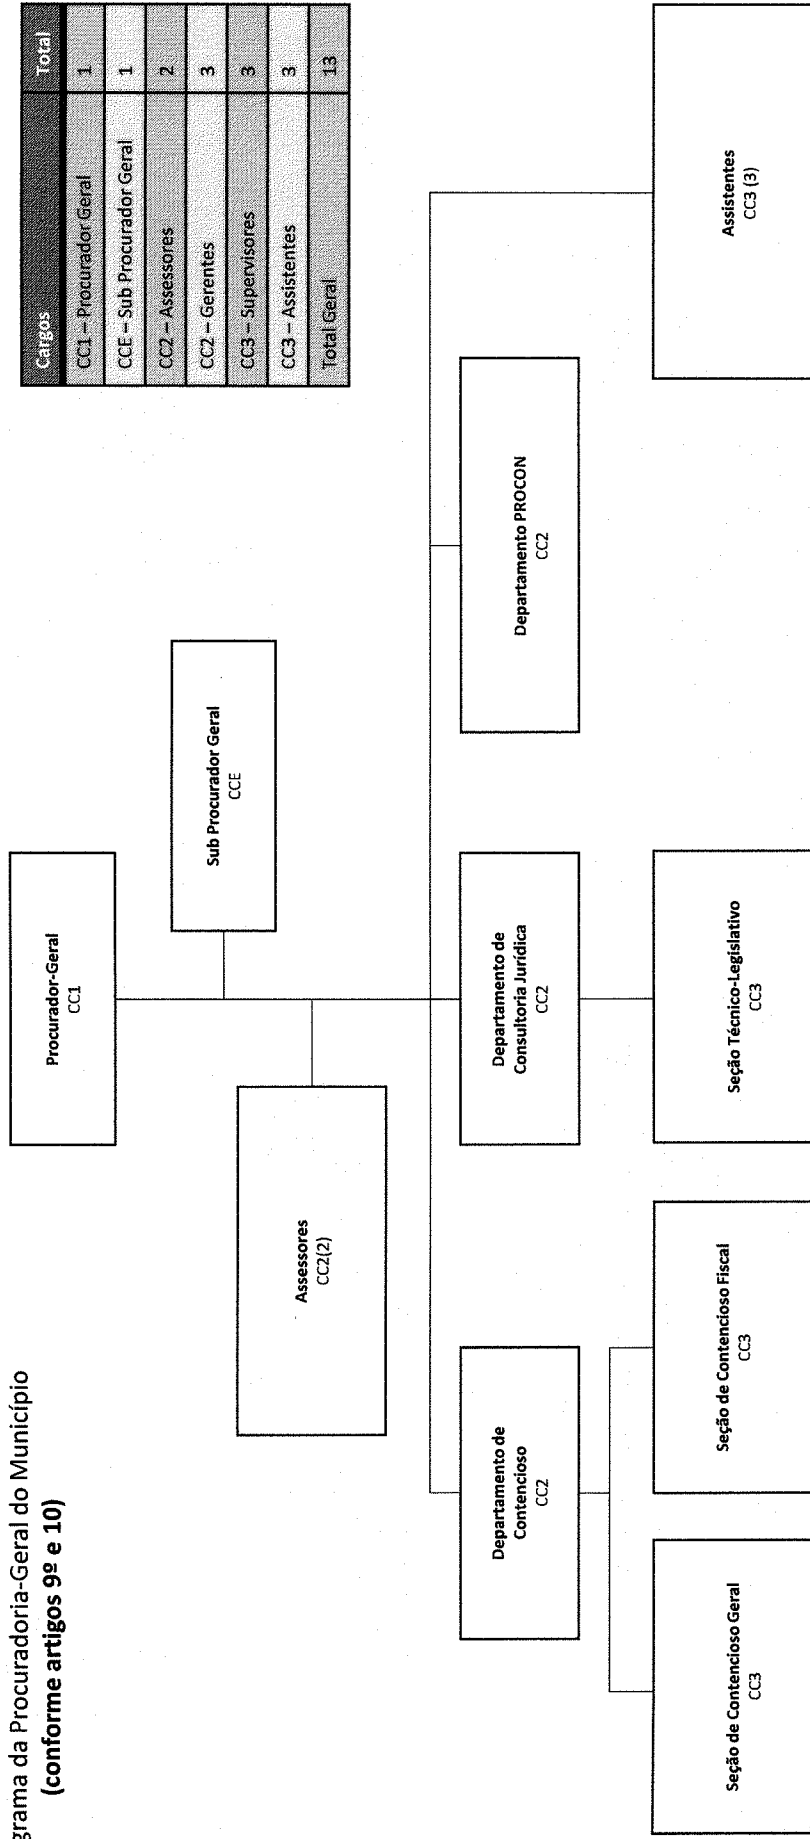 grama da Procuradoria-Geral do Município
(conforme artigos 9º e 10)
Cargos Total
CC1 – Procurador Geral 1
CCE – Sub Procurador Geral 1
CC2 – Assessores 2
CC2 – Gerentes 3
CC3 – Supervisores 3
CC3 – Assistentes 3
Total Geral 13
Procurador-Geral
CC1
Sub Procurador Geral
CCE
Assessores
CC2(2)
Departamento de
Contencioso
CC2
Departamento de
Consultoria Jurídica
CC2
Departamento PROCON
CC2
Seção de Contencioso Geral
CC3
Seção de Contencioso Fiscal
CC3
Seção Técnico-Legislativo
CC3
Assistentes
CC3 (3)